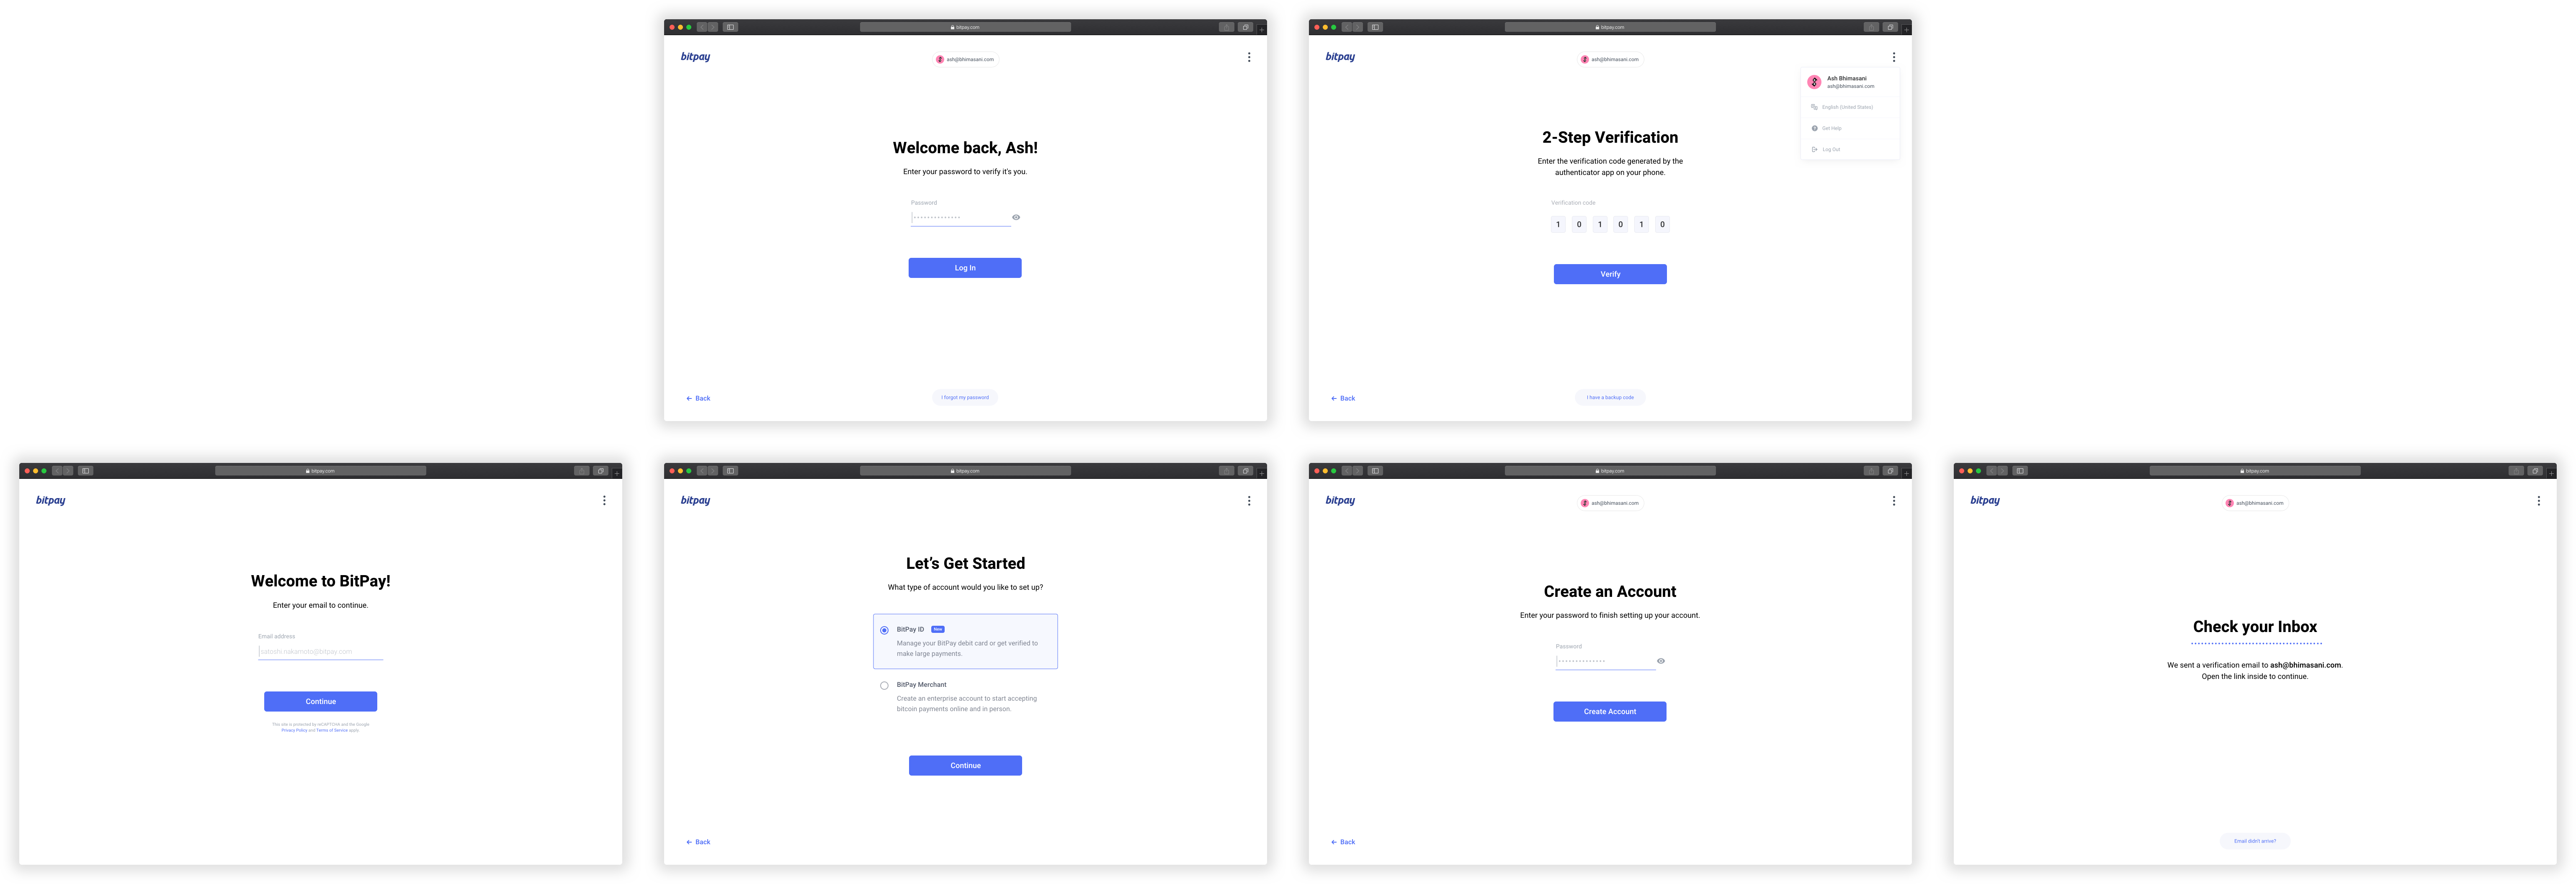 bitpay.com
bitpay
ash@bhimasani.com
Welcome back, Ash!
Enter your password to verify it's you.
Password
Log In
Back
I forgot my password
bitpay.com
bitpay
ash@bhimasani.com
Ash Bhimasani
ash@bhimasani.com
English (United States)
Get Help
Log Out
2-Step Verification
Enter the verification code generated by the
authenticator app on your phone.
Verification code
1 0 1 0 1 0
Verify
Back
I have a backup code
bitpay.com
bitpay
Welcome to BitPay!
Enter your email to continue.
Email address
satoshi.nakamoto@bitpay.com
Continue
This site is protected by reCAPTCHA and the Google
Privacy Policy and Terms of Service apply.
bitpay.com
bitpay
Let’s Get Started
What type of account would you like to set up?
BitPay ID New
Manage your BitPay debit card or get verified to
make large payments.
BitPay Merchant
Create an enterprise account to start accepting
bitcoin payments online and in person.
Continue
Back
bitpay.com
bitpay
ash@bhimasani.com
Create an Account
Enter your password to finish setting up your account.
Password
Create Account
Back
bitpay.com
bitpay
ash@bhimasani.com
Check your Inbox
We sent a verification email to ash@bhimasani.com.
Open the link inside to continue.
Email didn't arrive?